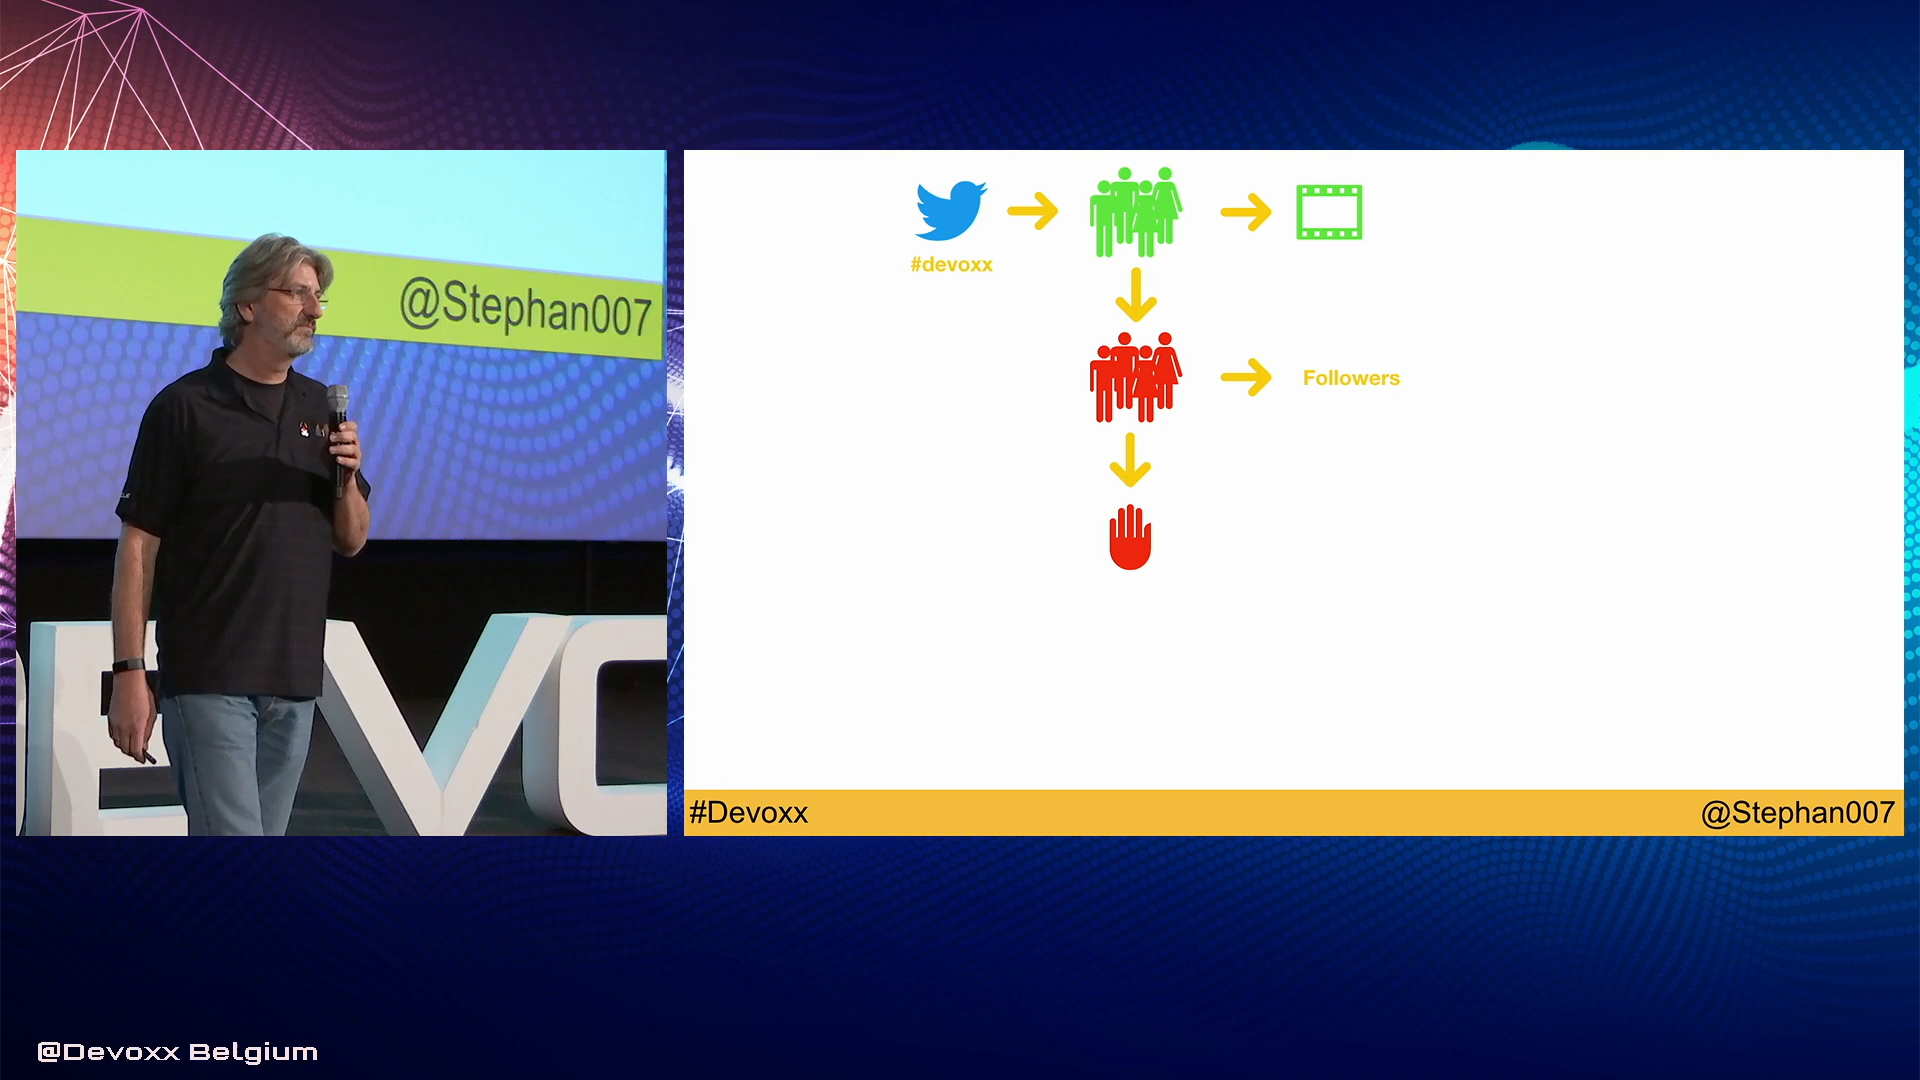 @Stephan007
#devoxx
Followers
#Devoxx
@Stephan007
@Devoxx Belgium